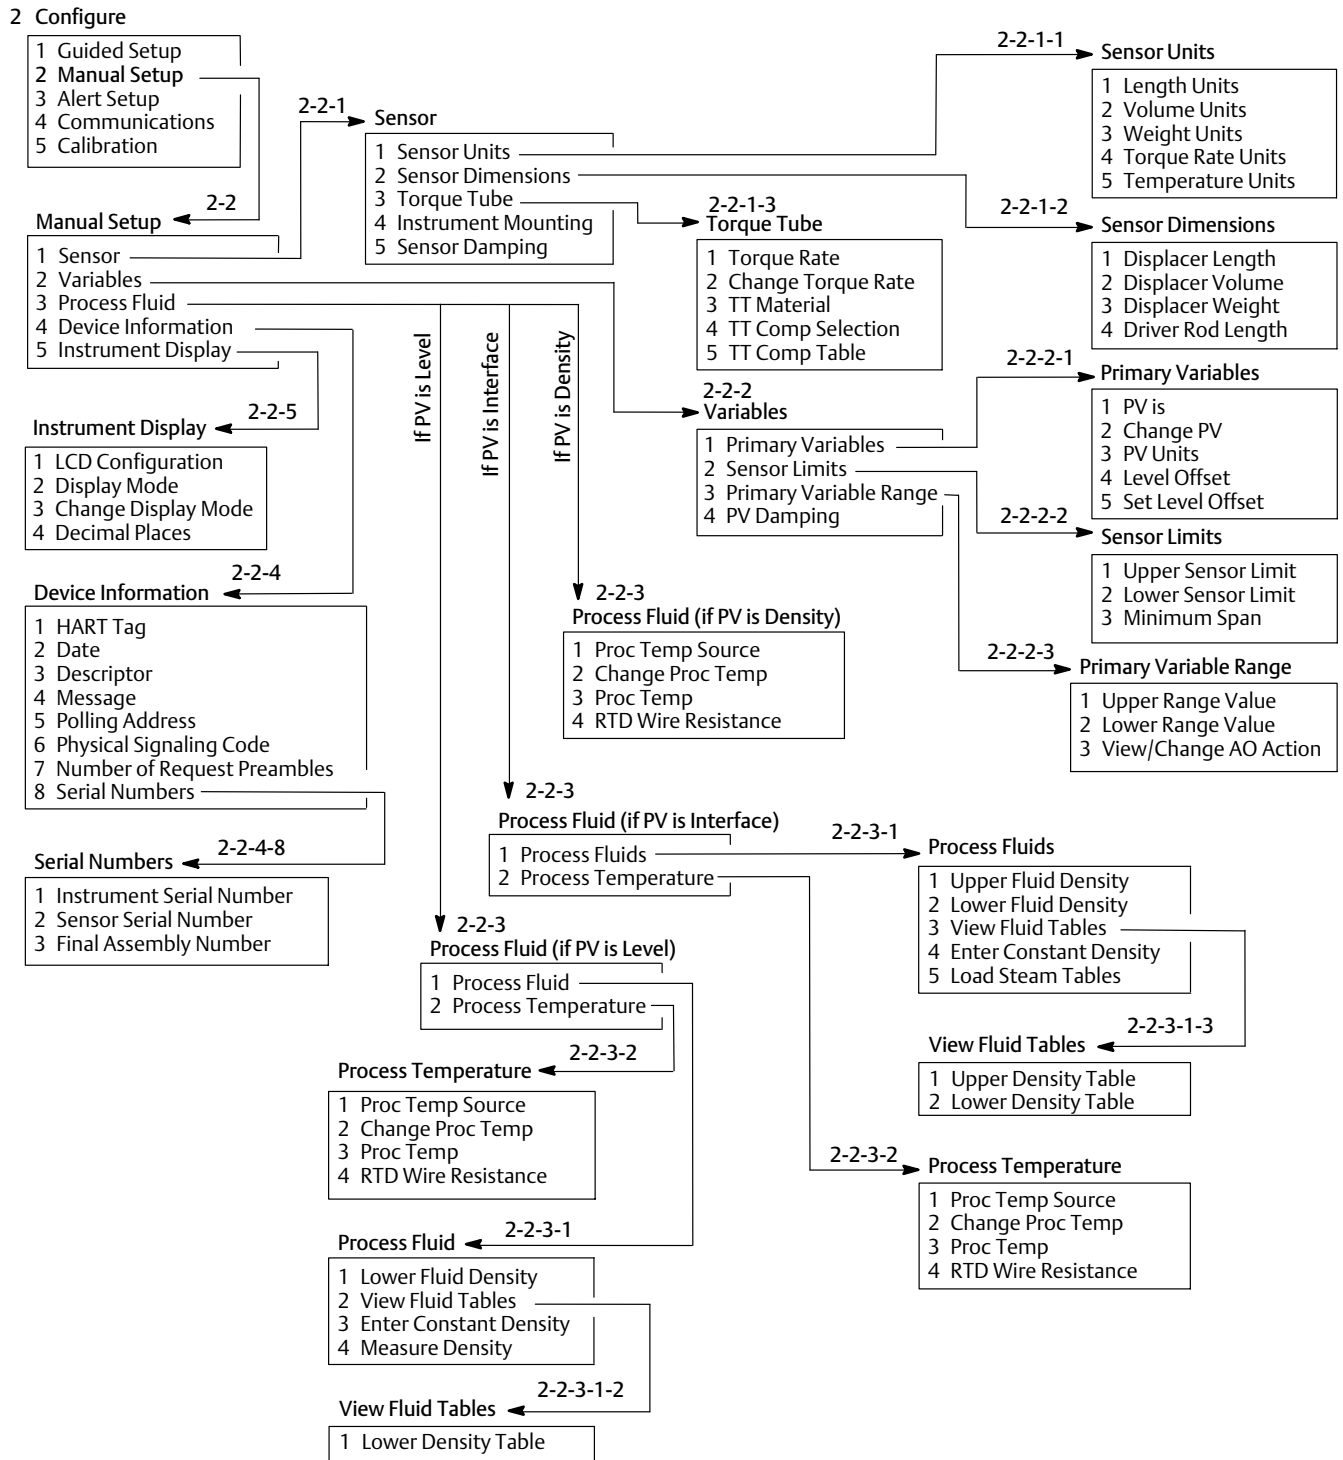 2 Configure
1 Guided Setup
2 Manual Setup
3 Alert Setup
4 Communications
5 Calibration
2-2
Manual Setup
1 Sensor
2 Variables
3 Process Fluid
4 Device Information
5 Instrument Display
2-2-5
Instrument Display
1 LCD Configuration
2 Display Mode
3 Change Display Mode
4 Decimal Places
2-2-4
Device Information
1 HART Tag
2 Date
3 Descriptor
4 Message
5 Polling Address
6 Physical Signaling Code
7 Number of Request Preambles
8 Serial Numbers
2-2-4-8
Serial Numbers
1 Instrument Serial Number
2 Sensor Serial Number
3 Final Assembly Number
2-2-1
Sensor
1 Sensor Units
2 Sensor Dimensions
3 Torque Tube
4 Instrument Mounting
5 Sensor Damping
If PV is Level
If PV is Interface
If PV is Density
2-2-1-3
Torque Tube
1 Torque Rate
2 Change Torque Rate
3 TT Material
4 TT Comp Selection
5 TT Comp Table
2-2-2
Variables
1 Primary Variables
2 Sensor Limits
3 Primary Variable Range
4 PV Damping
2-2-1-1
Sensor Units
1 Length Units
2 Volume Units
3 Weight Units
4 Torque Rate Units
5 Temperature Units
2-2-1-2
Sensor Dimensions
1 Displacer Length
2 Displacer Volume
3 Displacer Weight
4 Driver Rod Length
2-2-2-1
Primary Variables
1 PV is
2 Change PV
3 PV Units
4 Level Offset
5 Set Level Offset
2-2-2-2
Sensor Limits
1 Upper Sensor Limit
2 Lower Sensor Limit
3 Minimum Span
2-2-2-3
Primary Variable Range
1 Upper Range Value
2 Lower Range Value
3 View/Change AO Action
2-2-3
Process Fluid (if PV is Density)
1 Proc Temp Source
2 Change Proc Temp
3 Proc Temp
4 RTD Wire Resistance
2-2-3
Process Fluid (if PV is Interface)
1 Process Fluids
2 Process Temperature
2-2-3-1
Process Fluids
1 Upper Fluid Density
2 Lower Fluid Density
3 View Fluid Tables
4 Enter Constant Density
5 Load Steam Tables
2-2-3-1-3
View Fluid Tables
1 Upper Density Table
2 Lower Density Table
2-2-3-2
Process Temperature
1 Proc Temp Source
2 Change Proc Temp
3 Proc Temp
4 RTD Wire Resistance
2-2-3
Process Fluid (if PV is Level)
1 Process Fluid
2 Process Temperature
2-2-3-2
Process Temperature
1 Proc Temp Source
2 Change Proc Temp
3 Proc Temp
4 RTD Wire Resistance
2-2-3-1
Process Fluid
1 Lower Fluid Density
2 View Fluid Tables
3 Enter Constant Density
4 Measure Density
2-2-3-1-2
View Fluid Tables
1 Lower Density Table